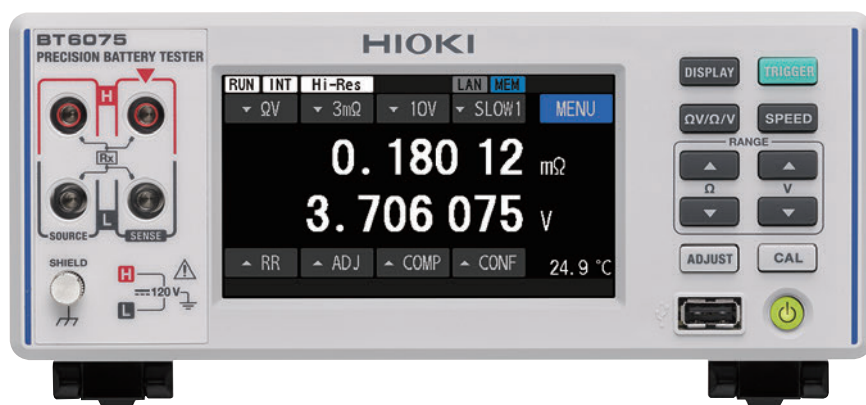 BT6075
PRECISION BATTERY TESTER
HIOKI
H
Rx
L
SOURCE
SENSE
SHIELD
H
L
120 V
RUN INT Hi-Res LAN MEM
ΩV 3mΩ 10V SLOW1 MENU
0.180 12 mΩ
3.706 075 V
RR ADJ COMP CONF 24.9 °C
DISPLAY TRIGGER
ΩV/Ω/V SPEED
RANGE
Ω V
ADJUST CAL